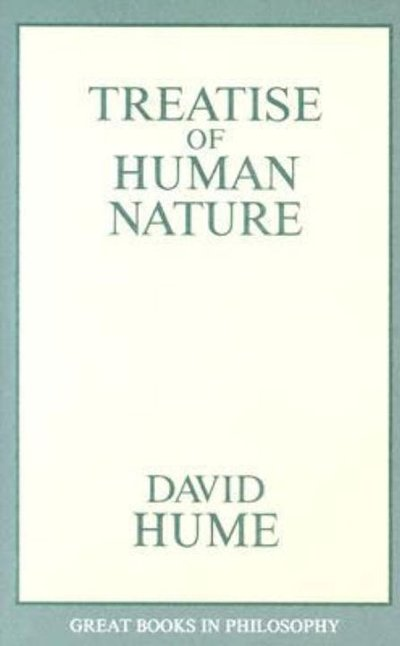 TREATISE
OF
HUMAN
NATURE
DAVID
HUME
GREAT BOOKS IN PHILOSOPHY